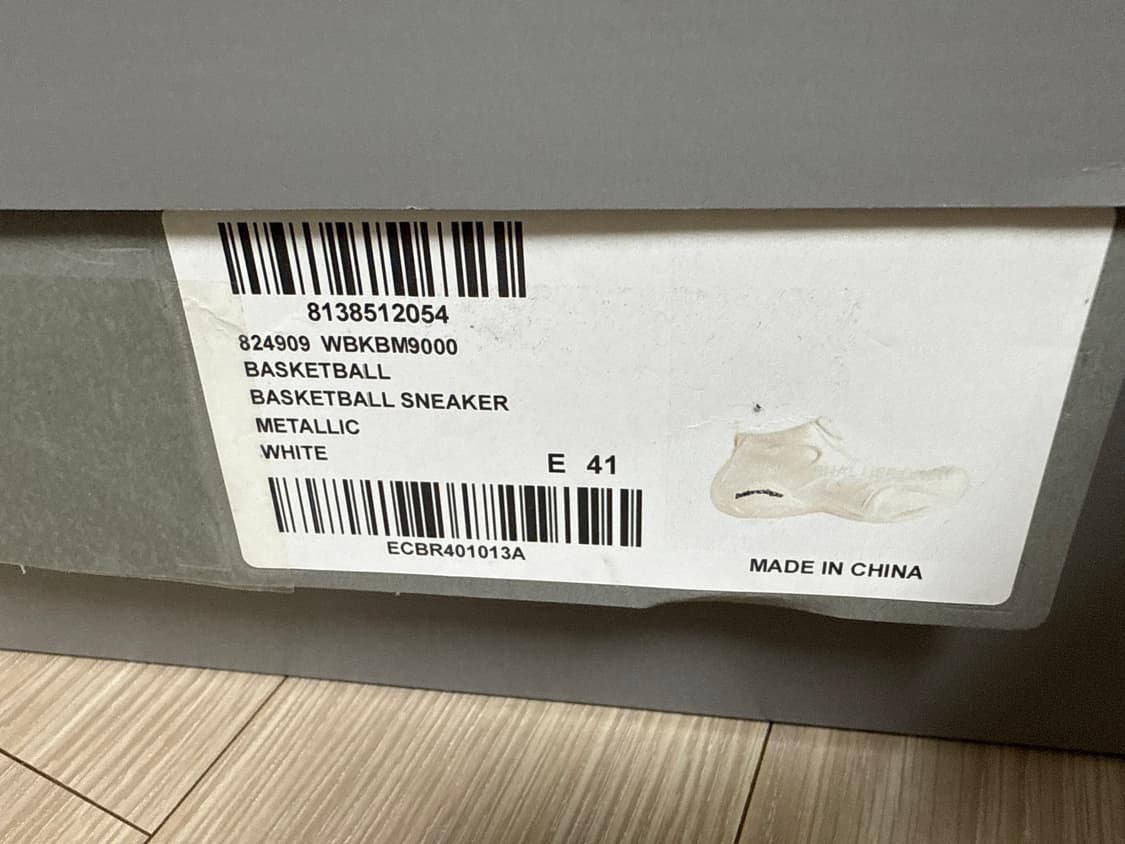 8138512054
824909 WBKBM9000
BASKETBALL
BASKETBALL SNEAKER
METALLIC
WHITE
E 41
ECBR401013A
MADE IN CHINA